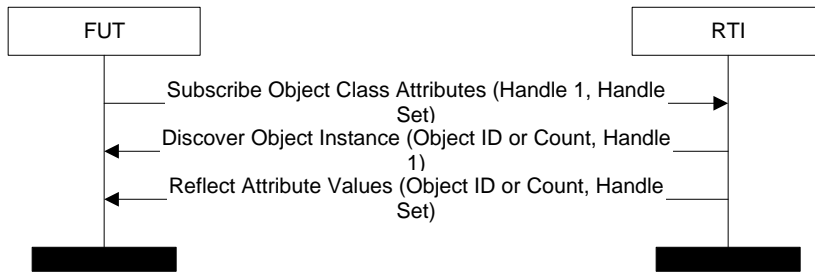 FUT
RTI
Subscribe Object Class Attributes (Handle 1, Handle
Set)
Discover Object Instance (Object ID or Count, Handle
1)
Reflect Attribute Values (Object ID or Count, Handle
Set)